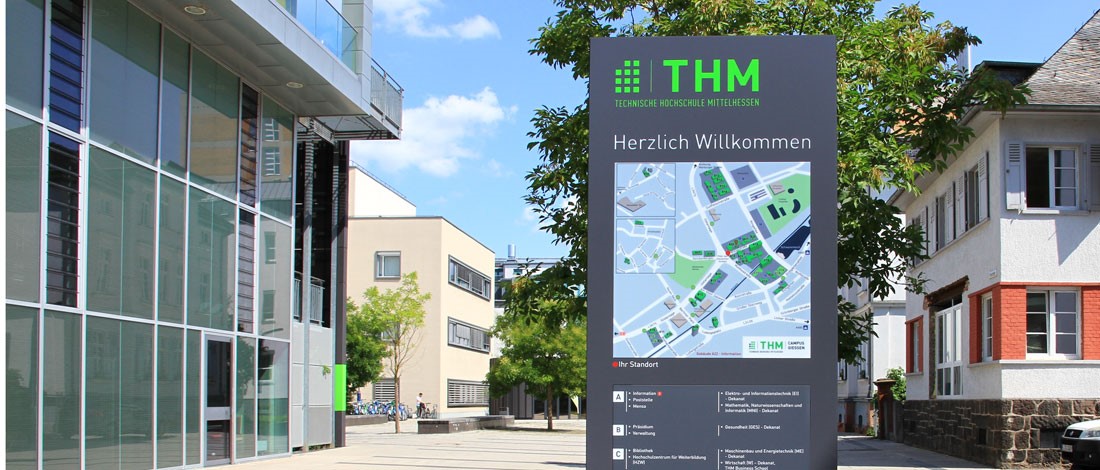 THM
TECHNISCHE HOCHSCHULE MITTELHESSEN
Herzlich Willkommen
THM
CAMPUS
GIESSEN
Ihr Standort
A
• Information
• Poststelle
• Mensa
• Elektro- und Informationstechnik (EI)
- Dekanat
• Mathematik, Naturwissenschaften und
Informatik (MNI) - Dekanat
B
• Präsidium
• Verwaltung
• Gesundheit (GES) - Dekanat
C
• Bibliothek
• Hochschulzentrum für Weiterbildung
(HZW)
• Maschinenbau und Energietechnik (ME)
- Dekanat
• Wirtschaft (W) - Dekanat,
THM Business School